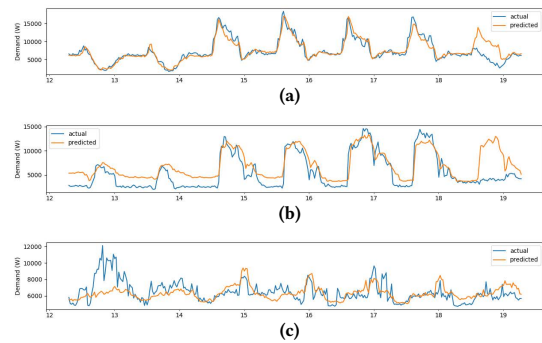 15000
10000
5000
Demand (W)
actual
predicted
12 13 14 15 16 17 18 19
(a)
15000
10000
5000
Demand (W)
actual
predicted
12 13 14 15 16 17 18 19
(b)
12000
10000
8000
6000
Demand (W)
actual
predicted
12 13 14 15 16 17 18 19
(c)